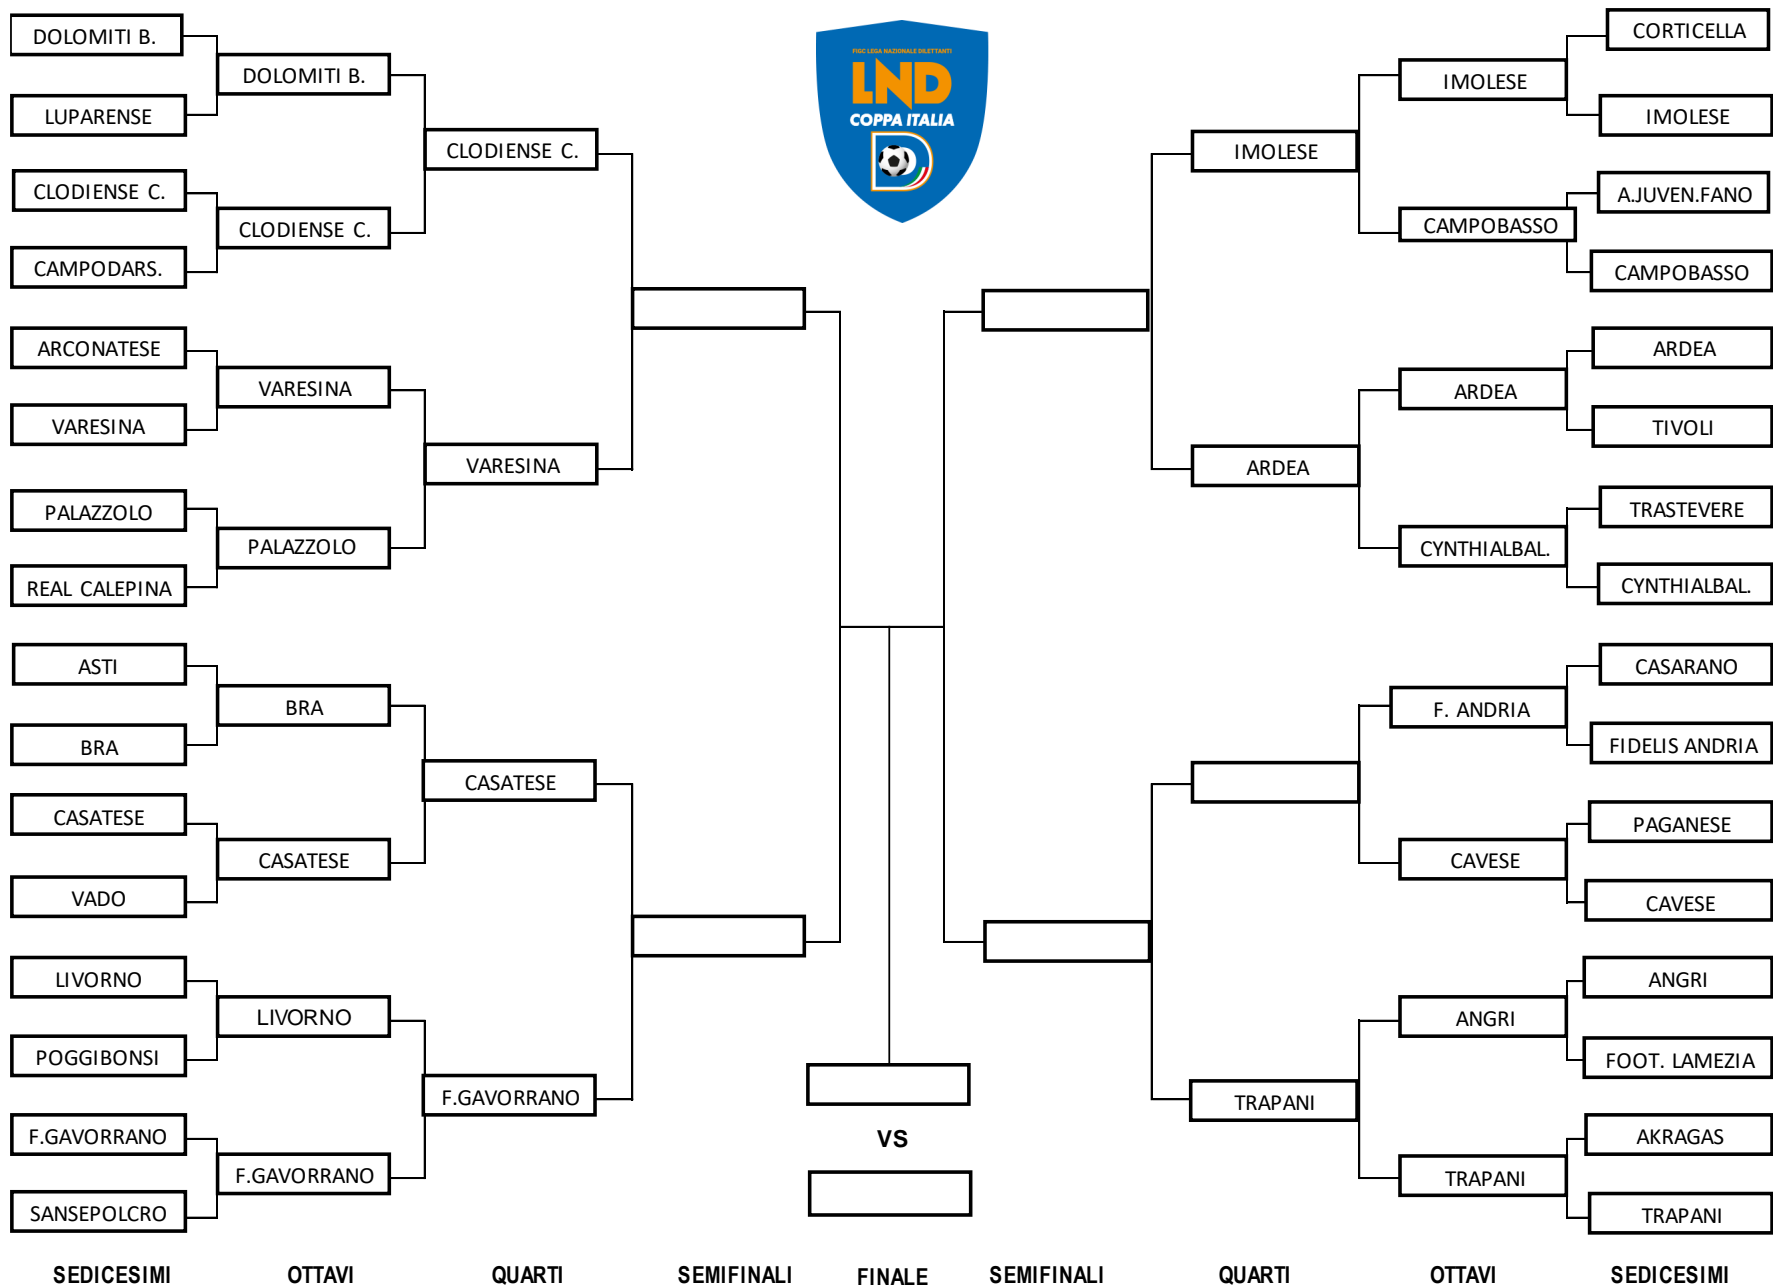 DOLOMITI B.
LUPARENSE
CLODIENSE C.
CAMPODARS.
ARCONATESE
VARESINA
PALAZZOLO
REAL CALEPINA
ASTI
BRA
CASATESE
VADO
LIVORNO
POGGIBONSI
F.GAVORRANO
SANSEPOLCRO
SEDICESIMI
DOLOMITI B.
CLODIENSE C.
VARESINA
PALAZZOLO
BRA
CASATESE
LIVORNO
F.GAVORRANO
OTTAVI
CLODIENSE C.
VARESINA
CASATESE
F.GAVORRANO
QUARTI
SEMIFINALI
FIGC LEGA NAZIONALE DILETTANTI
LND
COPPA ITALIA
D
VS
FINALE
SEMIFINALI
IMOLESE
ARDEA
TRAPANI
QUARTI
IMOLESE
CAMPOBASSO
ARDEA
CYNTHIALBAL.
F. ANDRIA
CAVESE
ANGRI
TRAPANI
OTTAVI
CORTICELLA
IMOLESE
A.JUVEN.FANO
CAMPOBASSO
ARDEA
TIVOLI
TRASTEVERE
CYNTHIALBAL.
CASARANO
FIDELIS ANDRIA
PAGANESE
CAVESE
ANGRI
FOOT. LAMEZIA
AKRAGAS
TRAPANI
SEDICESIMI